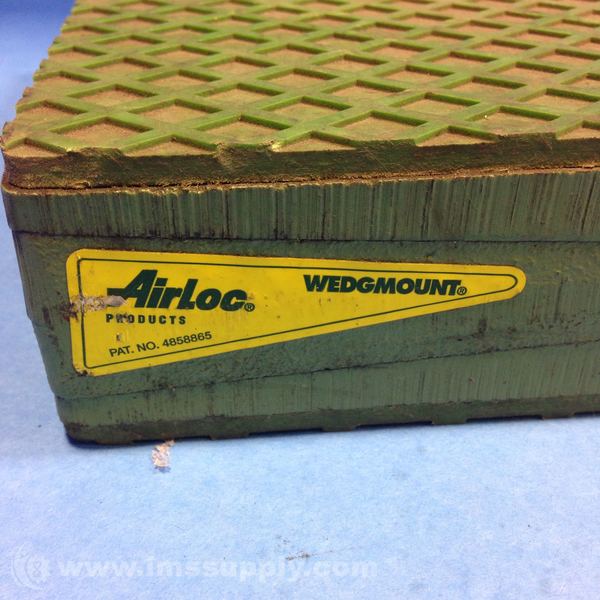 AirLoc® WEDGMOUNT®
PRODUCTS
PAT. NO. 4858865
www.imssupply.com